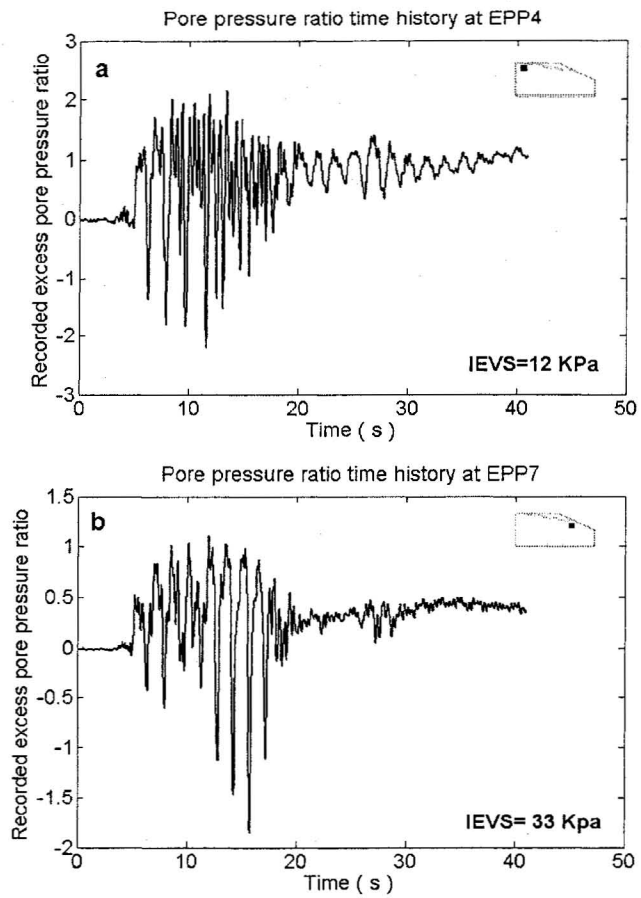 Pore pressure ratio time history at EPP4
3
a
2
1
0
-1
-2
-3
Recorded excess pore pressure ratio
IEVS=12 KPa
0 10 20 30 40 50
Time ( s )
Pore pressure ratio time history at EPP7
1.5
b
1
0.5
0
-0.5
-1
-1.5
-2
Recorded excess pore pressure ratio
IEVS= 33 Kpa
0 10 20 30 40 50
Time ( s )